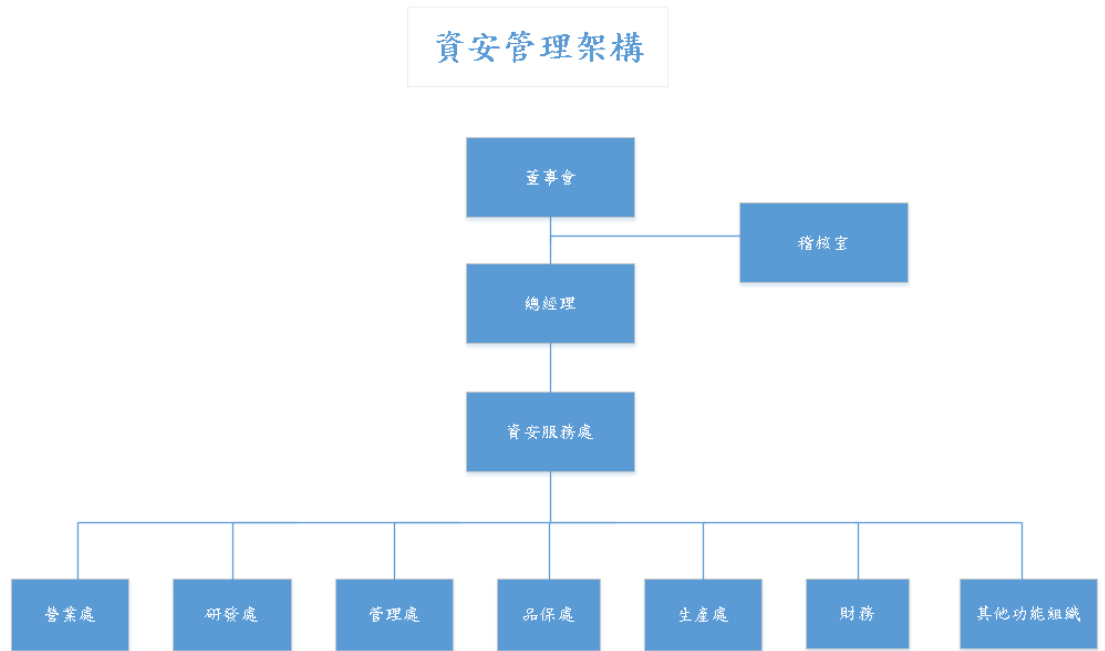 資安管理架構
董事會
稽核室
總經理
資安服務處
營業處
研發處
管理處
品保處
生產處
財務
其他功能組織